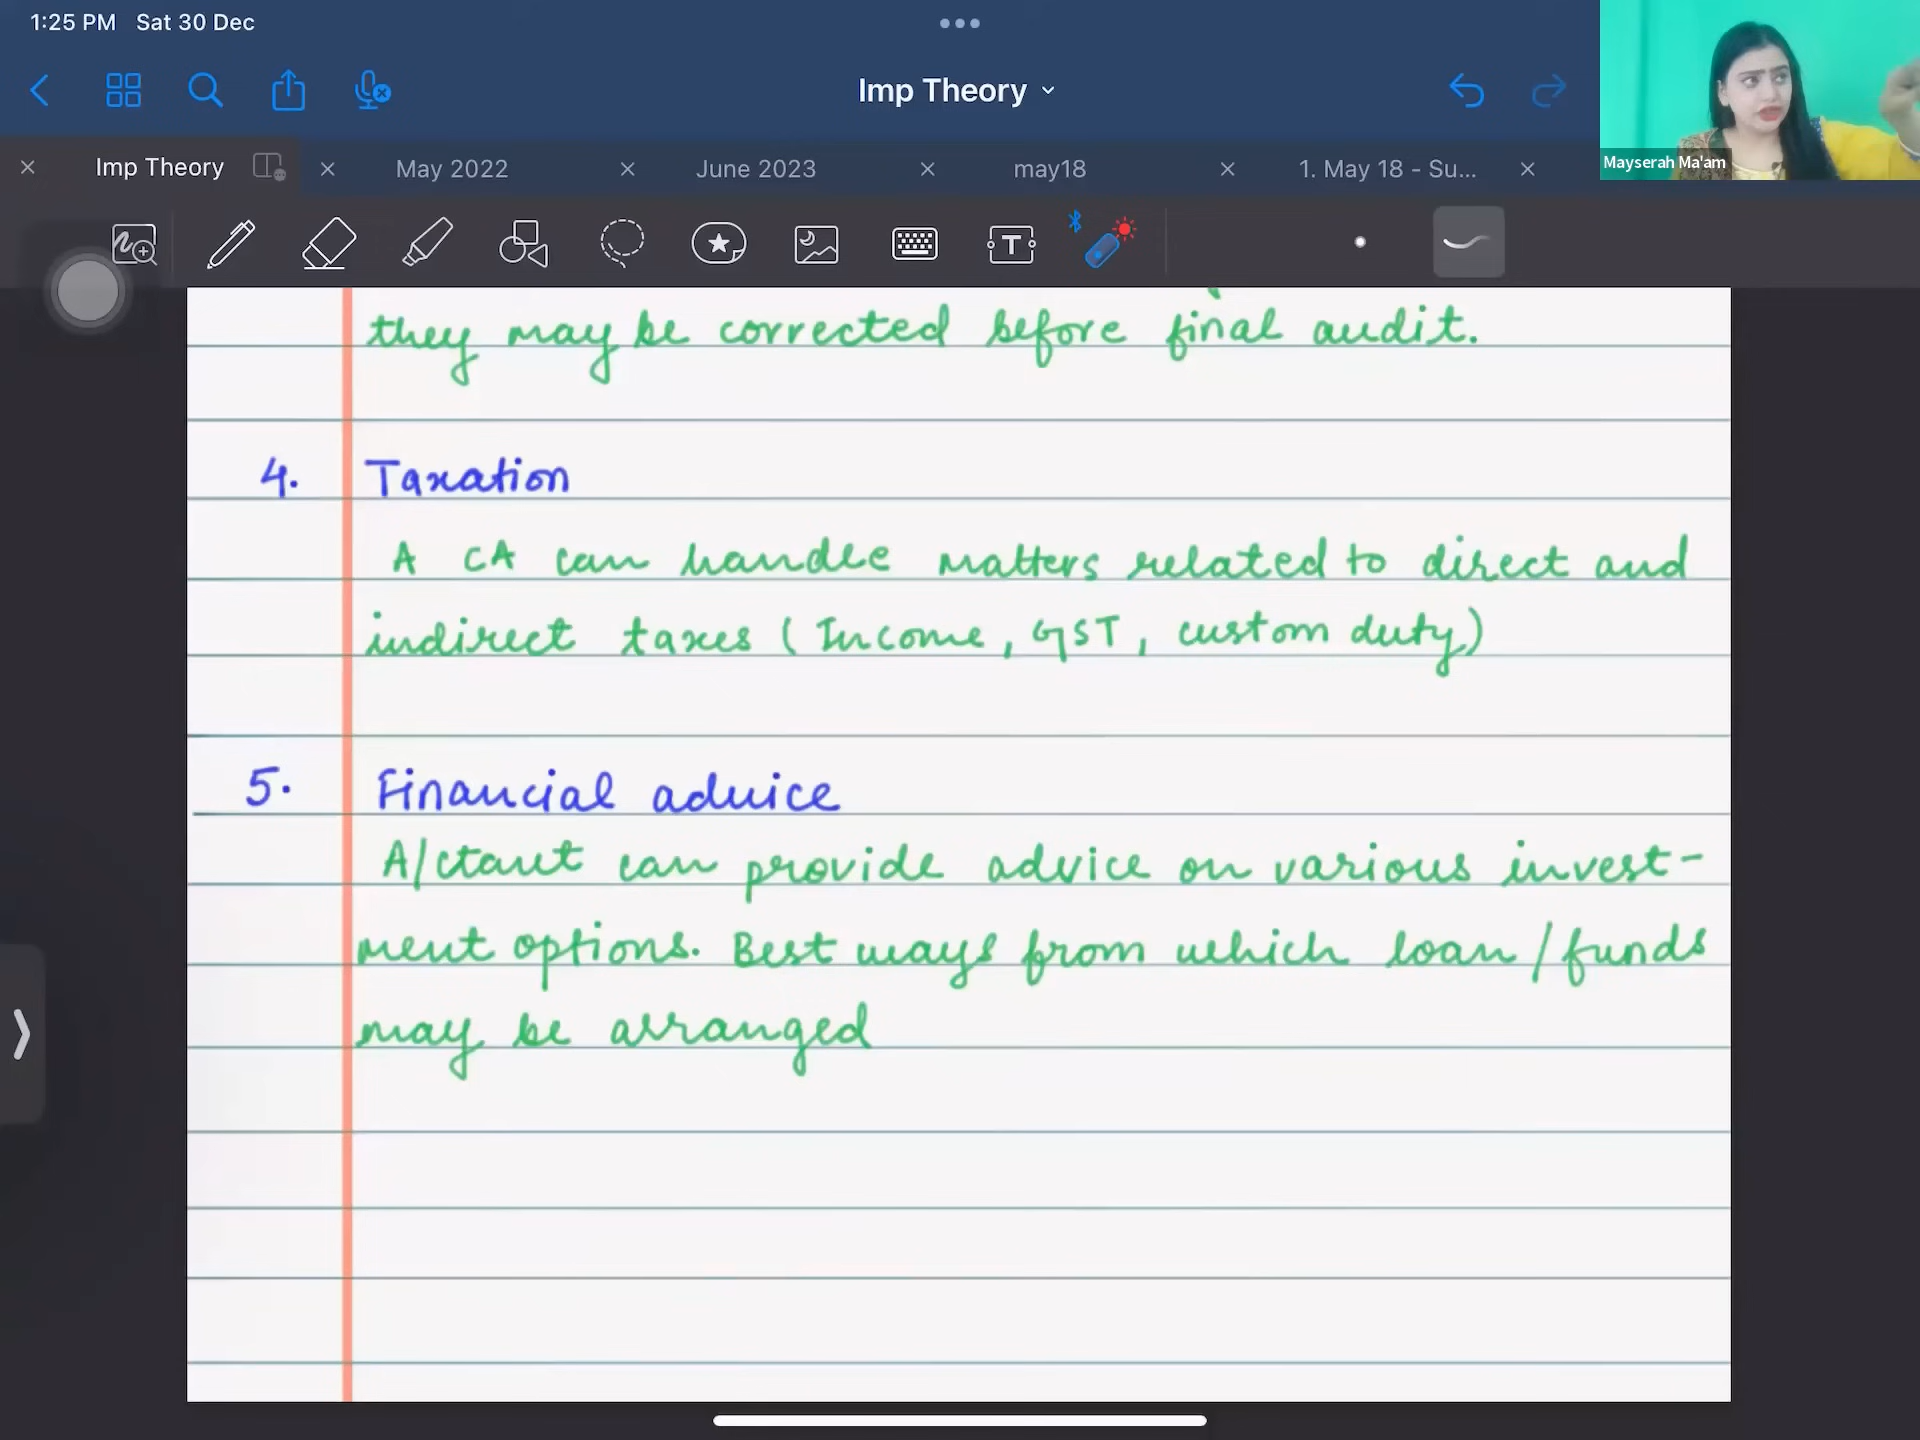 1:25 PM Sat 30 Dec
Imp Theory
Imp Theory
May 2022
June 2023
may18
1. May 18 - Su...
Mayserah Ma'am
they may be corrected before final audit.
4. Taxation
A CA can handle matters related to direct and
indirect taxes (Income, GST, custom duty)
5. Financial advice
A/ctant can provide advice on various invest-
ment options. Best ways from which loan/funds
may be arranged